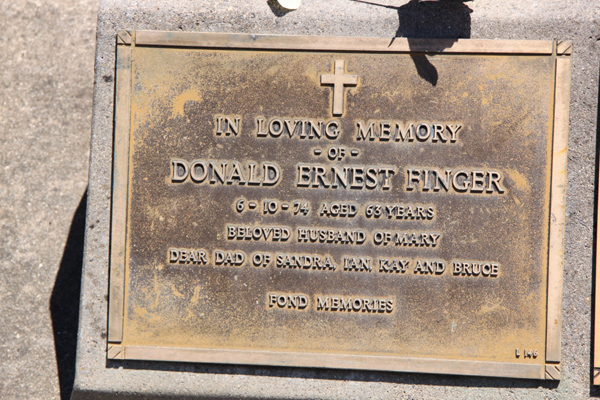 IN LOVING MEMORY
- OF -
DONALD ERNEST FINGER
6 - 10 - 74 AGED 63 YEARS
BELOVED HUSBAND OF MARY
DEAR DAD OF SANDRA, IAN, KAY AND BRUCE
FOND MEMORIES